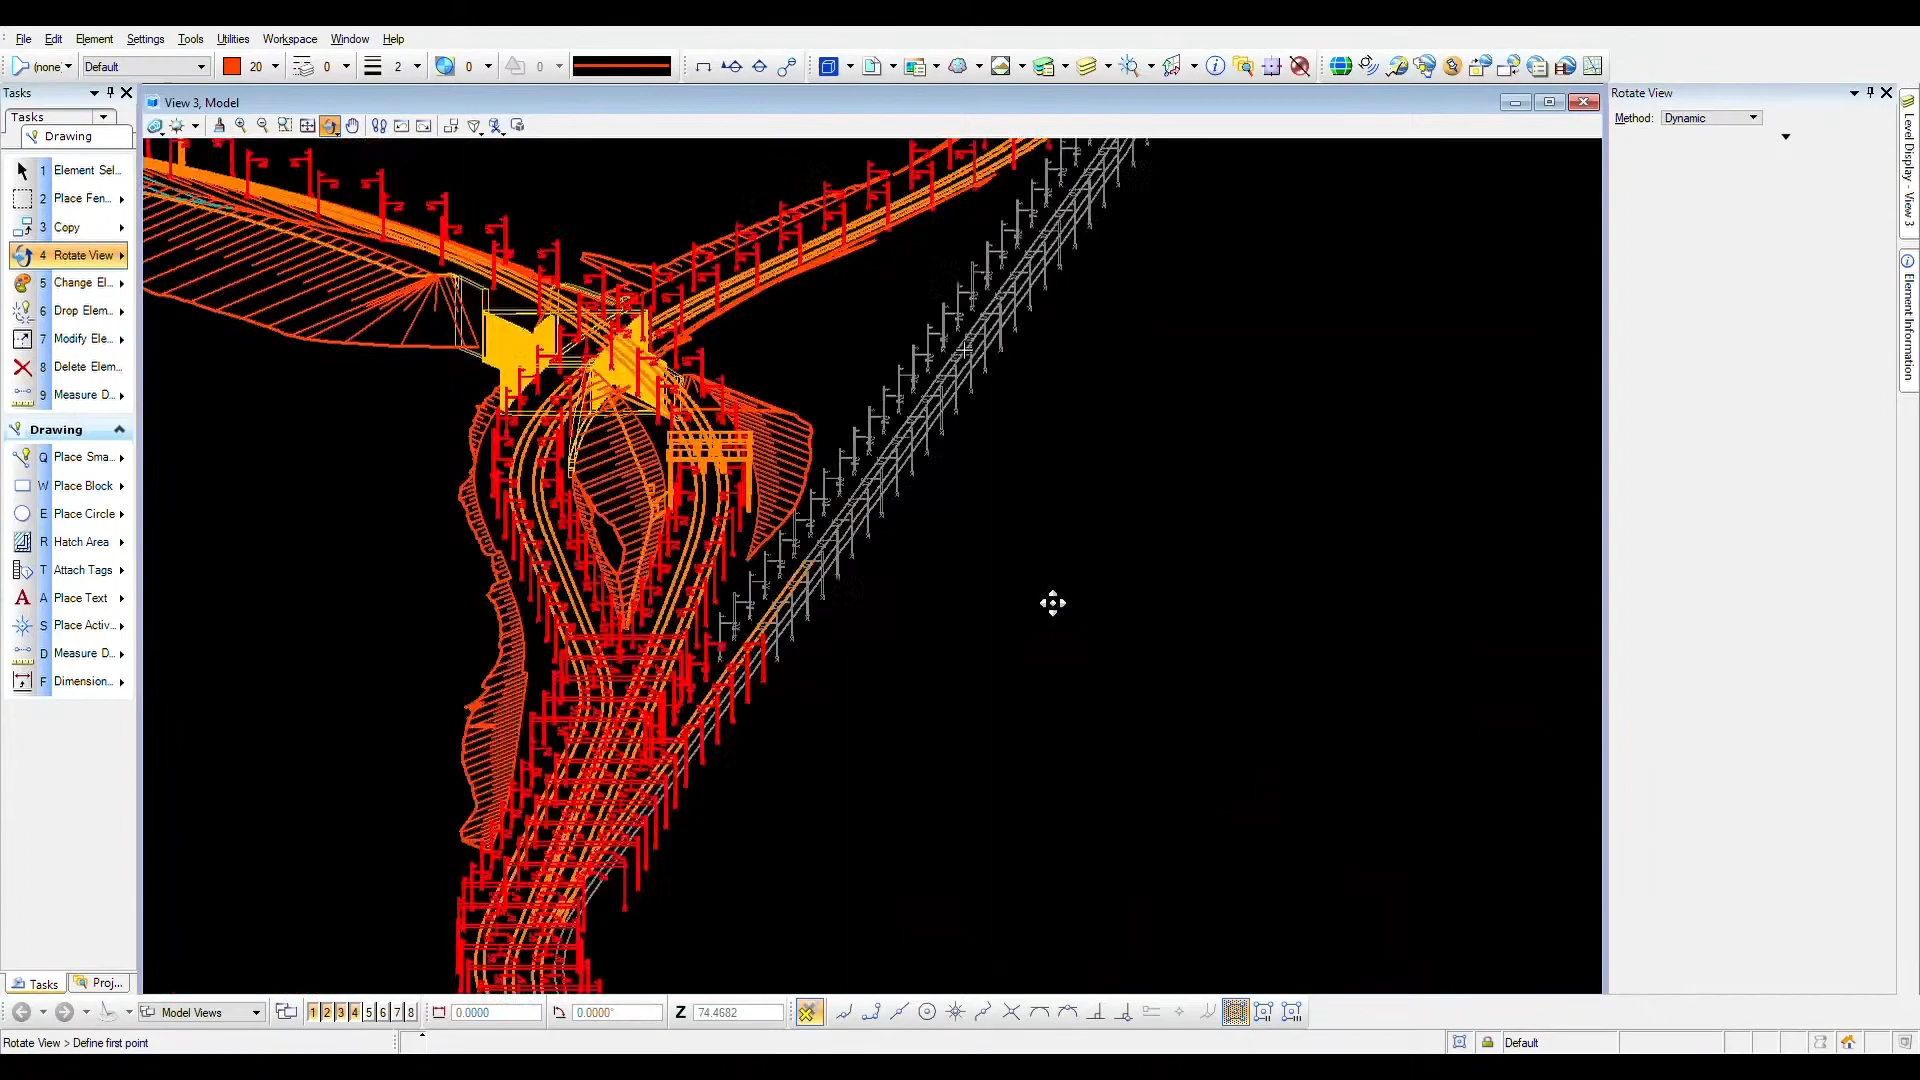 File Edit Element Settings Tools Utilities Workspace Window Help
(none) Default 20 0 2 0 0
Tasks
View 3, Model
Rotate View
Tasks
Drawing
Method: Dynamic
1 Element Sel...
2 Place Fen...
3 Copy
4 Rotate View
5 Change El...
6 Drop Elem...
7 Modify Ele...
8 Delete Elem...
9 Measure D...
Drawing
Q Place Sma...
W Place Block
E Place Circle
R Hatch Area
T Attach Tags
A Place Text
S Place Activ...
D Measure D...
F Dimension...
Level Display - View 3
Element Information
Tasks Proj...
Model Views 1 2 3 4 5 6 7 8 0.0000 0.0000° Z 74.4682
Rotate View > Define first point
Default